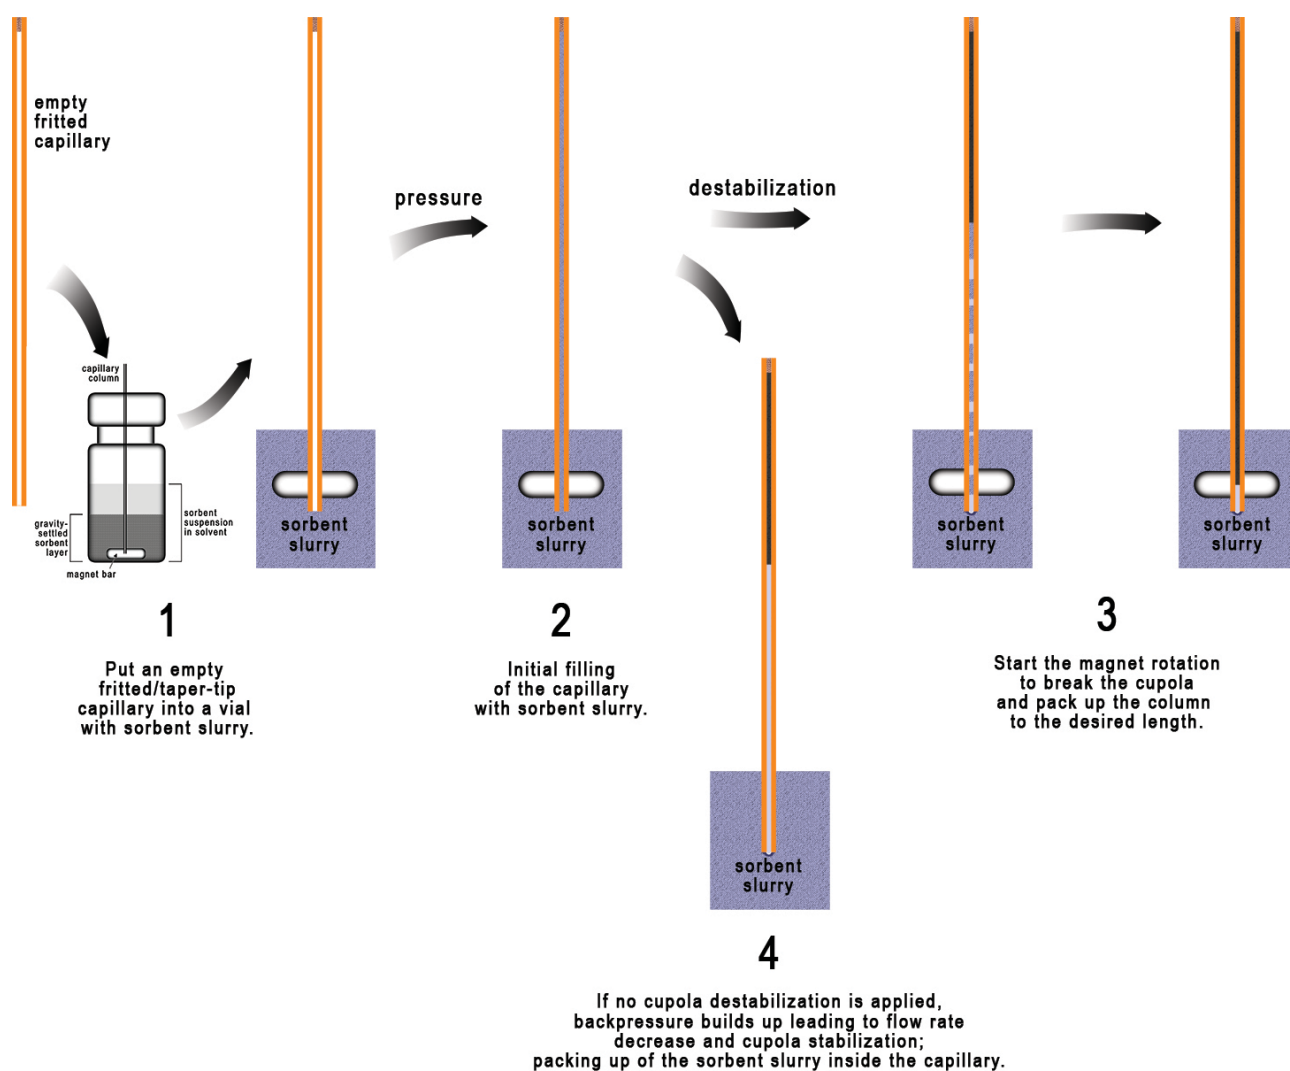 empty
fritted
capillary
pressure
destabilization
capillary
column
gravity-
settled
sorbent
layer
sorbent
suspension
in solvent
magnet bar
sorbent
slurry
sorbent
slurry
sorbent
slurry
sorbent
slurry
1
Put an empty
fritted/taper-tip
capillary into a vial
with sorbent slurry.
2
Initial filling
of the capillary
with sorbent slurry.
3
Start the magnet rotation
to break the cupola
and pack up the column
to the desired length.
sorbent
slurry
4
If no cupola destabilization is applied,
backpressure builds up leading to flow rate
decrease and cupola stabilization;
packing up of the sorbent slurry inside the capillary.